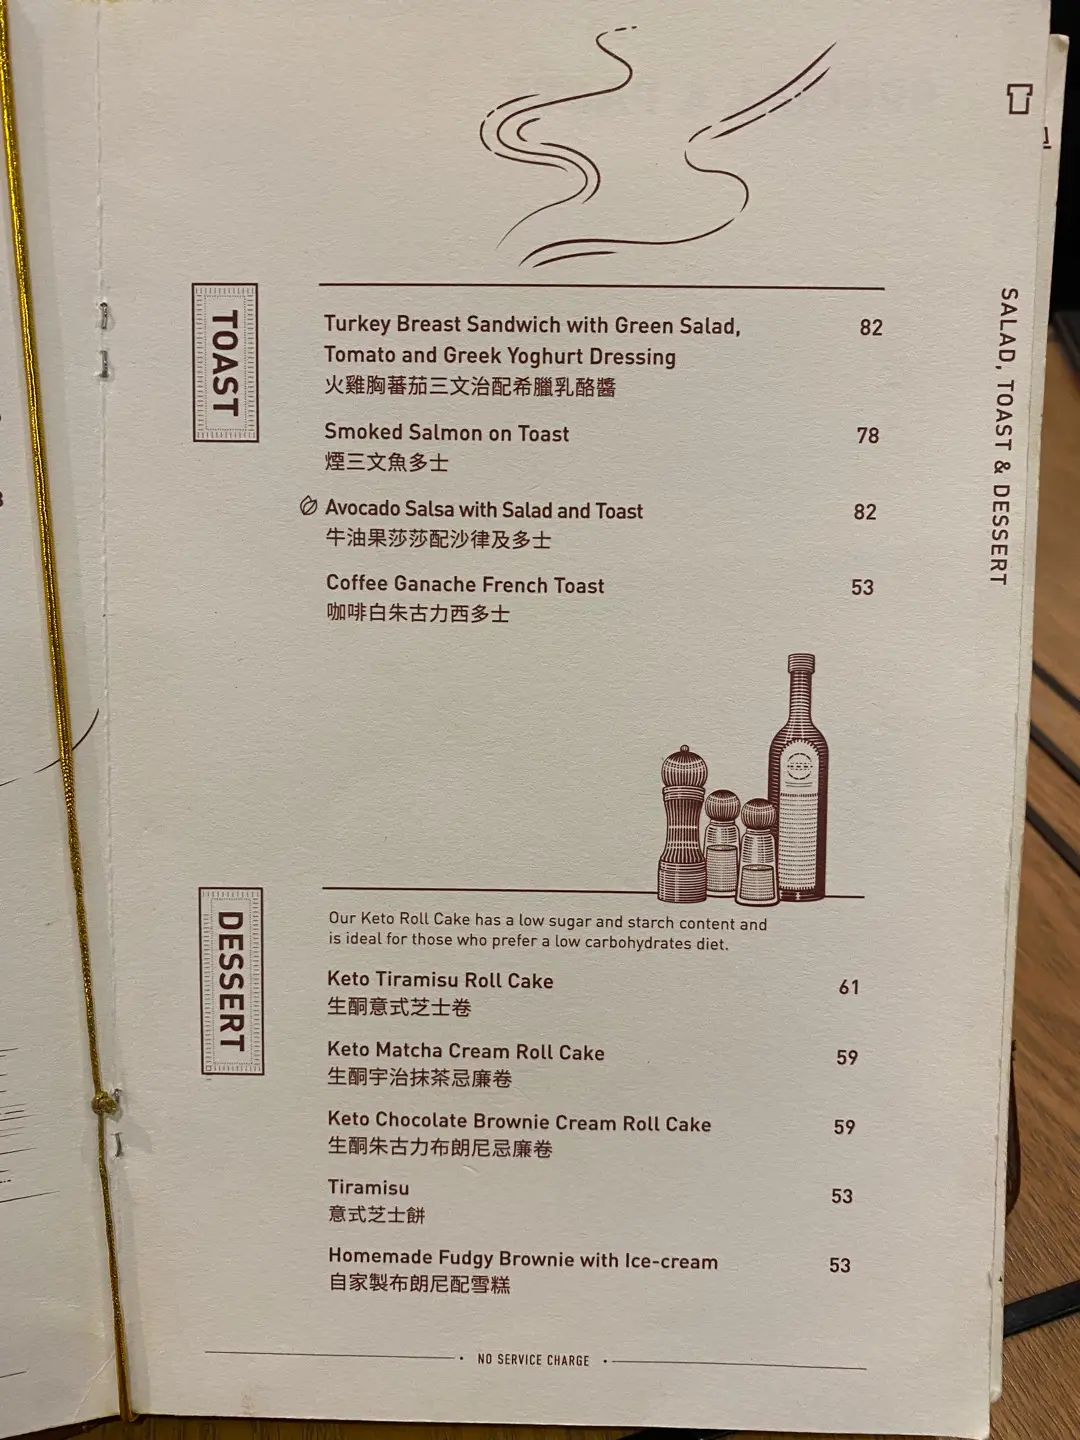 SALAD, TOAST & DESSERT
TOAST
Turkey Breast Sandwich with Green Salad, 82
Tomato and Greek Yoghurt Dressing
火雞胸蕃茄三文治配希臘乳酪醬
Smoked Salmon on Toast 78
煙三文魚多士
Avocado Salsa with Salad and Toast 82
牛油果莎莎配沙律及多士
Coffee Ganache French Toast 53
咖啡白朱古力西多士
DESSERT
Our Keto Roll Cake has a low sugar and starch content and
is ideal for those who prefer a low carbohydrates diet.
Keto Tiramisu Roll Cake 61
生酮意式芝士卷
Keto Matcha Cream Roll Cake 59
生酮宇治抹茶忌廉卷
Keto Chocolate Brownie Cream Roll Cake 59
生酮朱古力布朗尼忌廉卷
Tiramisu 53
意式芝士餅
Homemade Fudgy Brownie with Ice-cream 53
自家製布朗尼配雪糕
• NO SERVICE CHARGE •